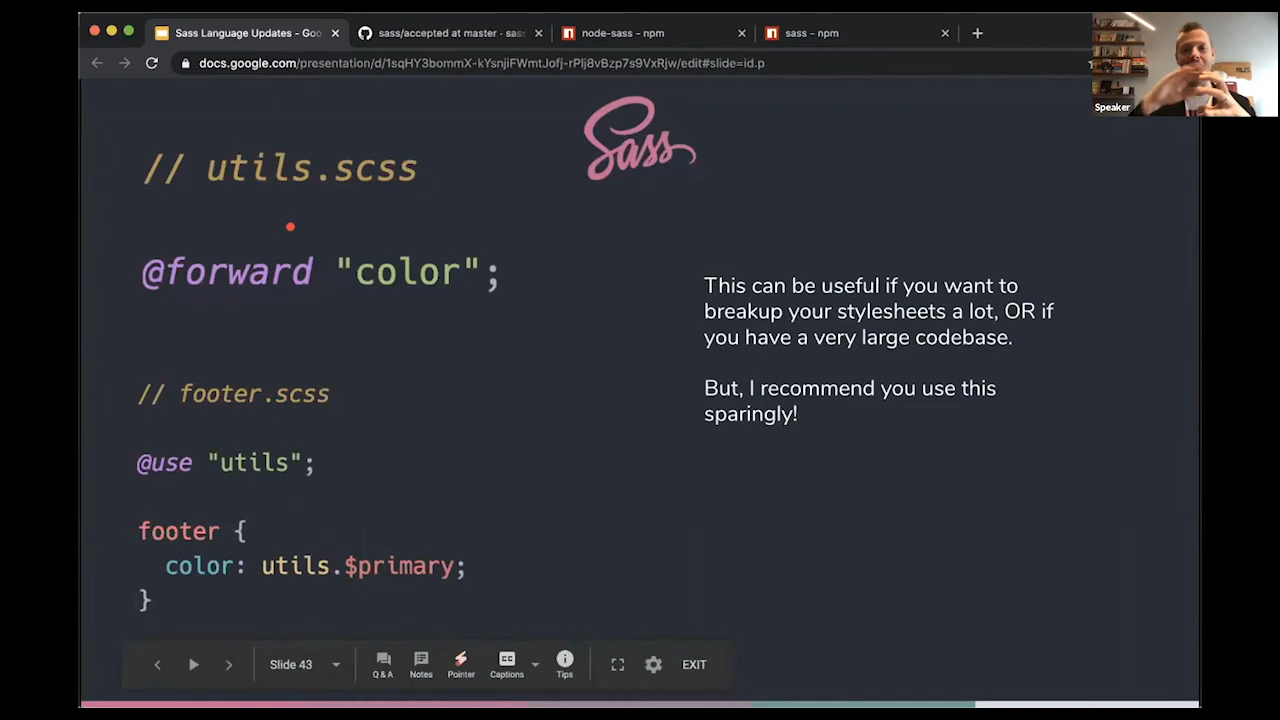 Sass Language Updates - Goo
sass/accepted at master · sass
node-sass - npm
sass - npm
docs.google.com/presentation/d/1sqHY3bommX-kYsnjiFWmtJofj-rPlj8vBzp7s9VxRjw/edit#slide=id.p
Speaker
Sass
// utils.scss
@forward "color";
This can be useful if you want to
breakup your stylesheets a lot, OR if
you have a very large codebase.
But, I recommend you use this
sparingly!
// footer.scss
@use "utils";
footer {
color: utils.$primary;
}
Slide 43
Q & A
Notes
Pointer
CC
Captions
Tips
EXIT